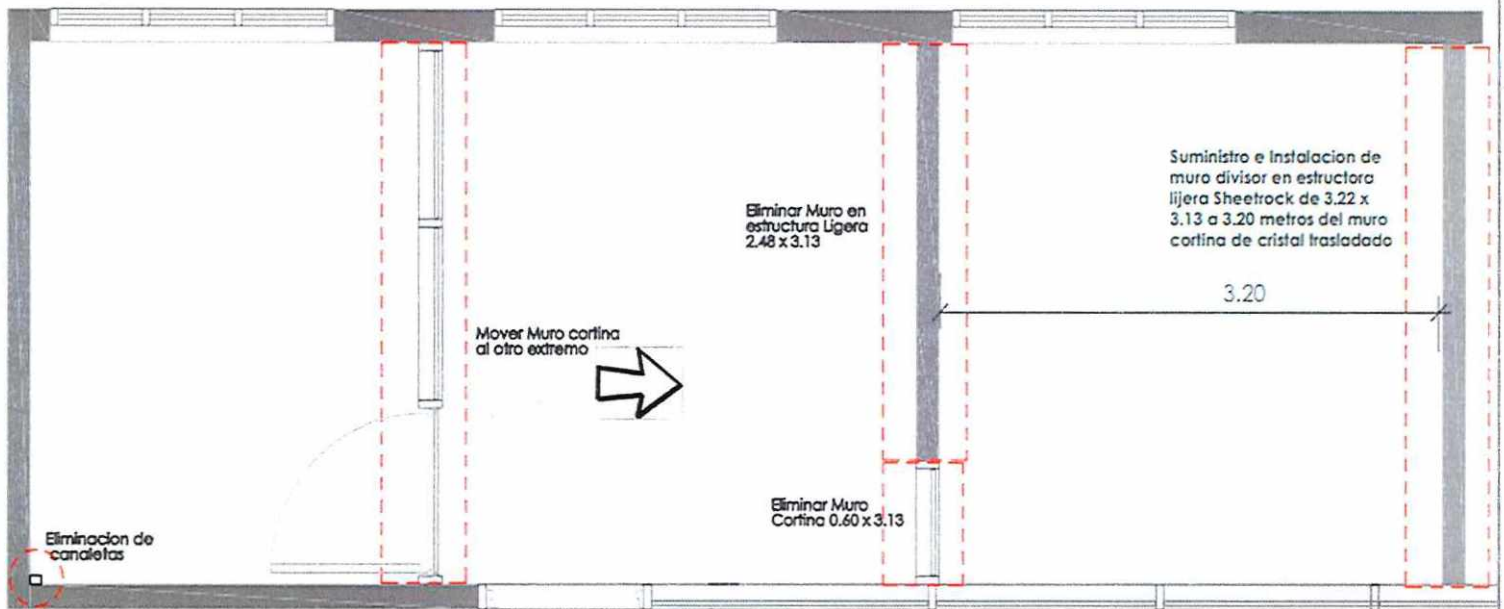 Suministro e Instalacion de
muro divisor en estructora
lijera Sheetrock de 3.22 x
3.13 a 3.20 metros del muro
cortina de cristal trasladado
Eliminar Muro en
estructura Ligera
2.48 x 3.13
3.20
Mover Muro cortina
al otro extremo
Eliminar Muro
Cortina 0.60 x 3.13
Eliminacion de
canaletas